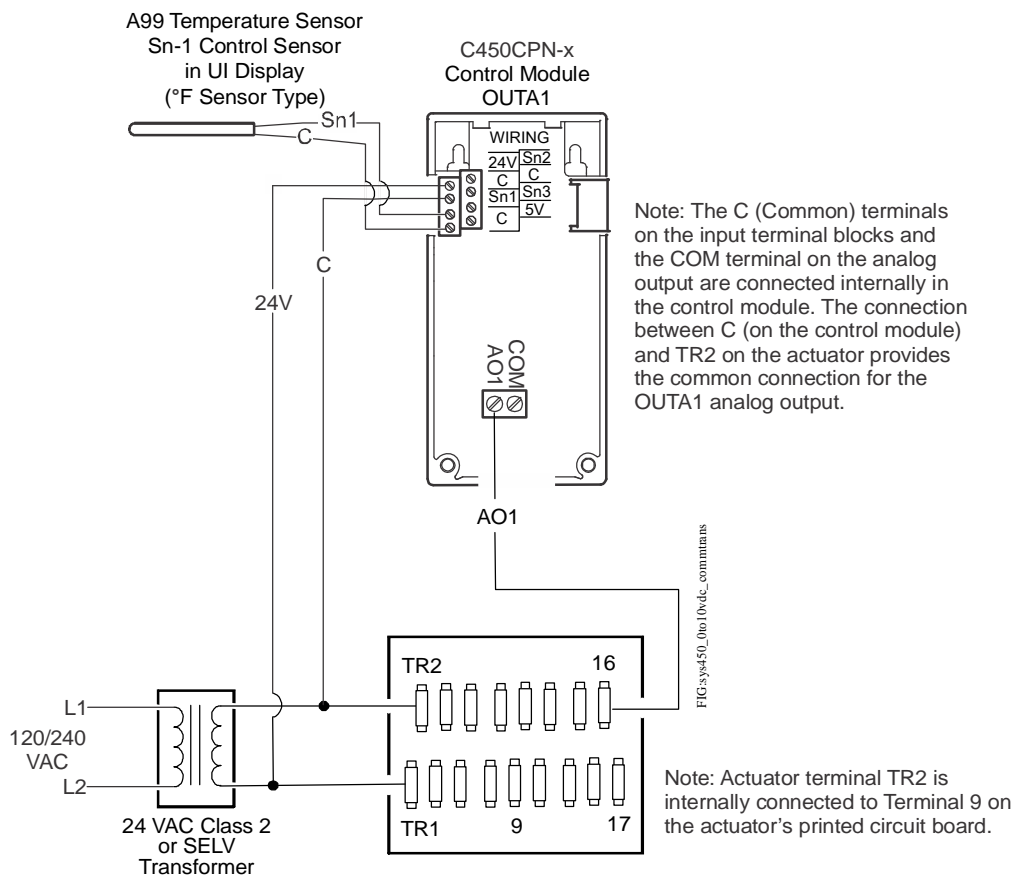 A99 Temperature Sensor
Sn-1 Control Sensor
in UI Display
(°F Sensor Type)
Sn1
C
C450CPN-x
Control Module
OUTA1
WIRING
24V Sn2
C C
Sn1 Sn3
C 5V
Note: The C (Common) terminals
on the input terminal blocks and
the COM terminal on the analog
output are connected internally in
the control module. The connection
between C (on the control module)
and TR2 on the actuator provides
the common connection for the
OUTA1 analog output.
C
24V
COM
AO1
AO1
FIG:sys450_0to10vdc_commtrans
TR2
16
L1
120/240
VAC
L2
TR1
9
17
24 VAC Class 2
or SELV
Transformer
Note: Actuator terminal TR2 is
internally connected to Terminal 9 on
the actuator's printed circuit board.